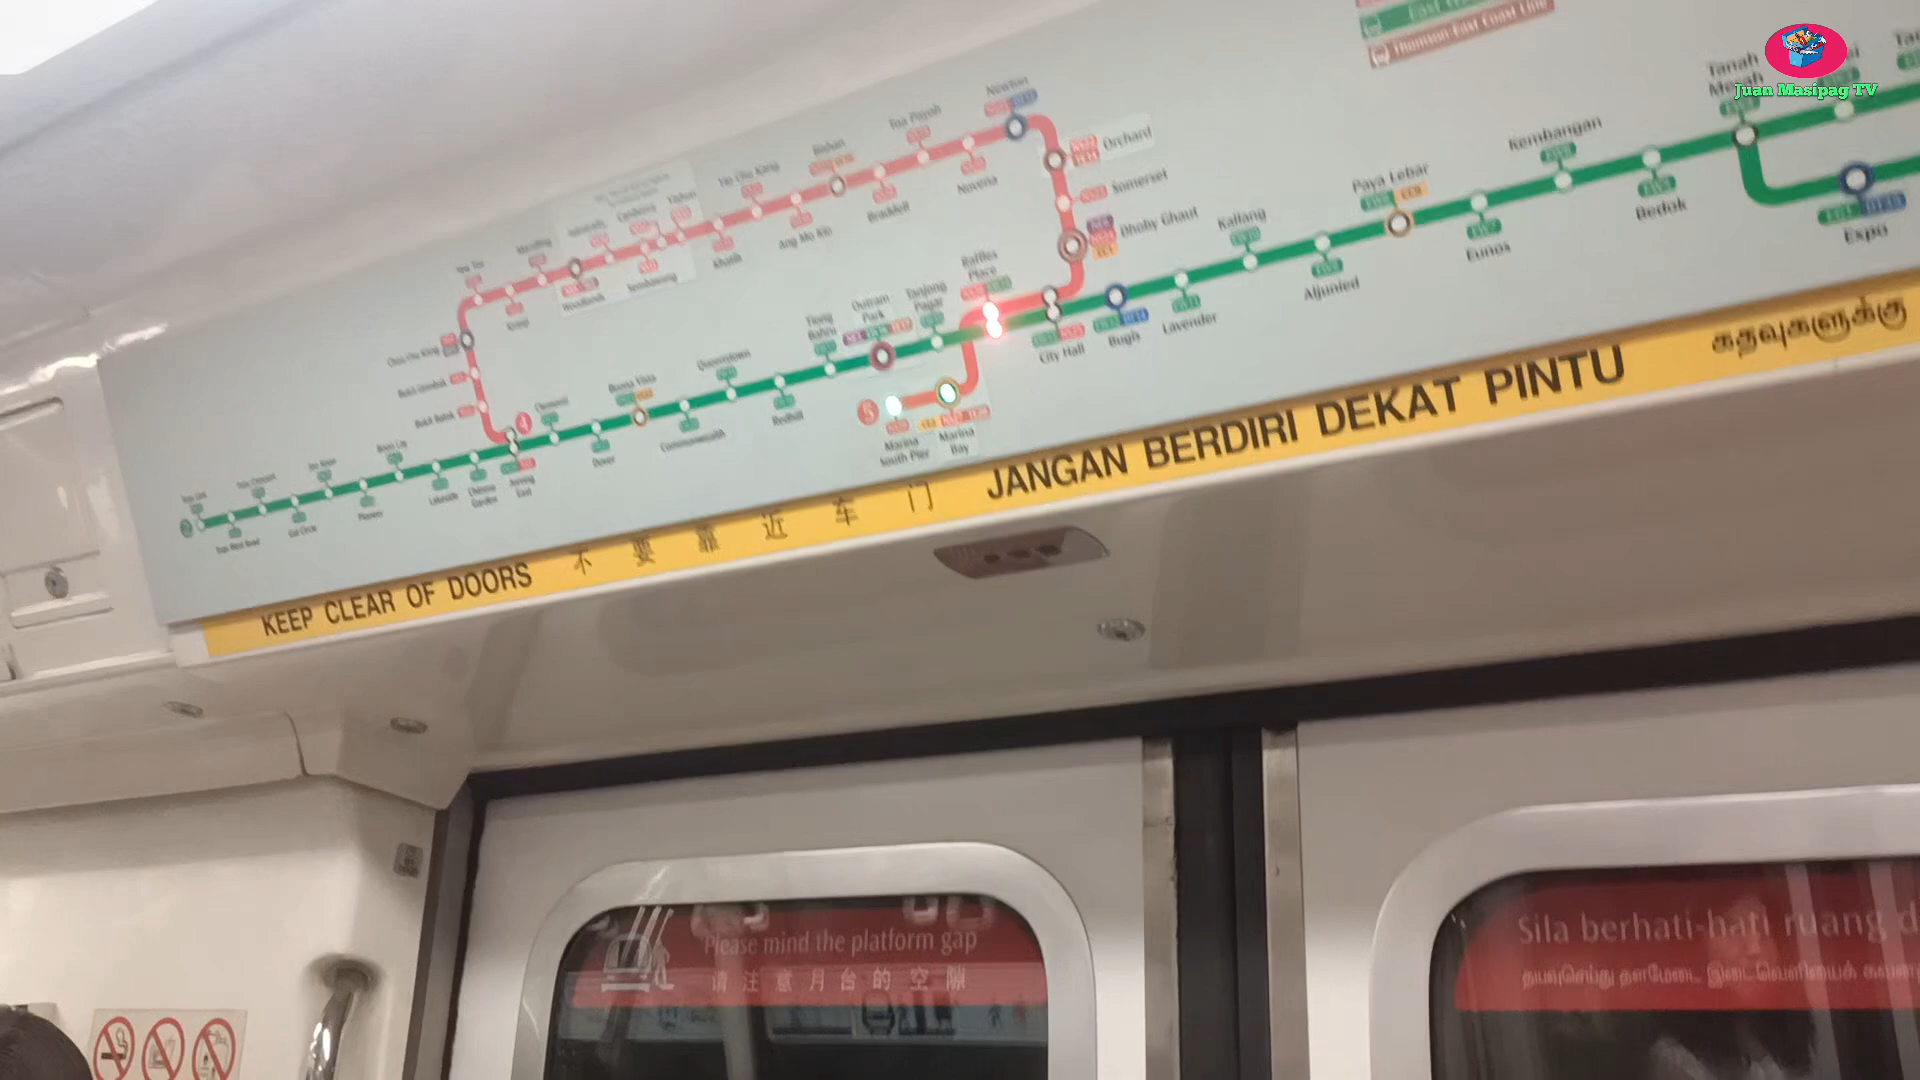 East West Line
Thomson-East Coast Line
Juan Masipag TV
Tanah
Merah
Newton
Toa Payoh
Novena
Orchard
Somerset
Dhoby Ghaut
Bishan
Braddell
Ang Mo Kio
Yio Chu Kang
Khatib
Yishun
Sembawang
Woodlands
Kranji
Yew Tee
Choa Chu Kang
Bukit Batok
Raffles
Place
Tanjong
Pagar
Outram
Park
Tiong
Bahru
City Hall
Bugis
Lavender
Kallang
Aljunied
Paya Lebar
Eunos
Kembangan
Bedok
Expo
Redhill
Queenstown
Commonwealth
Buona Vista
Dover
Clementi
Jurong
East
Chinese
Garden
Lakeside
Boon Lay
Pioneer
Joo Koon
Gul Circle
Tuas Crescent
Tuas West Road
Tuas Link
5
Marina
South Pier
Marina
Bay
4
KEEP CLEAR OF DOORS 不要靠近车门 JANGAN BERDIRI DEKAT PINTU கதவுகளுக்கு
Please mind the platform gap
请注意月台的空隙
Sila berhati-hati ruang d